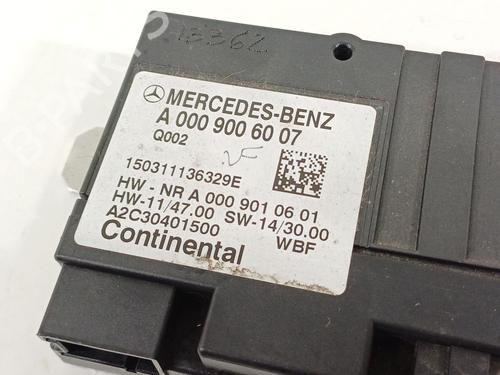 13362
MERCEDES-BENZ
A 000 900 60 07
Q002
150311136329E
HW - NR A 000 901 06 01
HW-11/47.00 SW-14/30.00
A2C30401500 WBF
Continental